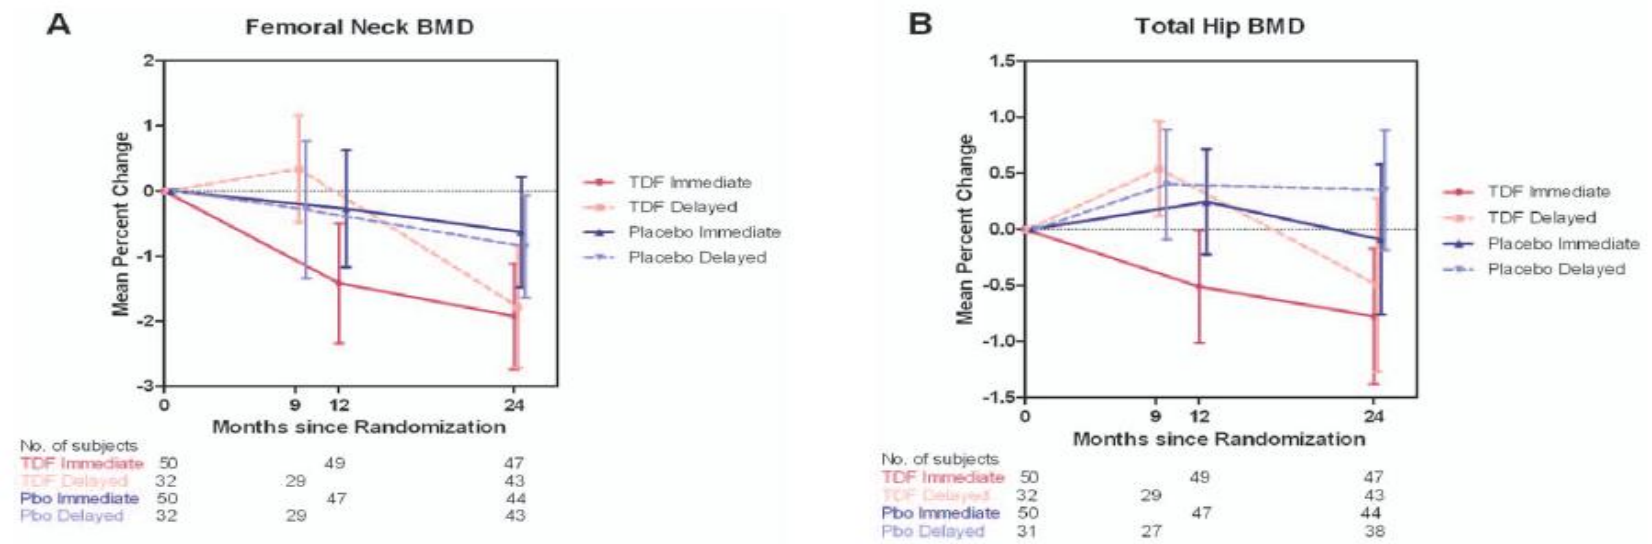 A
Femoral Neck BMD
2
1
0
-1
-2
-3
Mean Percent Change
0 9 12 24
Months since Randomization
TDF Immediate
TDF Delayed
Placebo Immediate
Placebo Delayed
No. of subjects
TDF Immediate 50 49 47
TDF Delayed 32 29 43
Pbo Immediate 50 47 44
Pbo Delayed 32 29 43
B
Total Hip BMD
1.5
1.0
0.5
0.0
-0.5
-1.0
-1.5
Mean Percent Change
0 9 12 24
Months since Randomization
TDF Immediate
TDF Delayed
Placebo Immediate
Placebo Delayed
No. of subjects
TDF Immediate 50 49 47
TDF Delayed 32 29 43
Pbo Immediate 50 47 44
Pbo Delayed 31 27 38